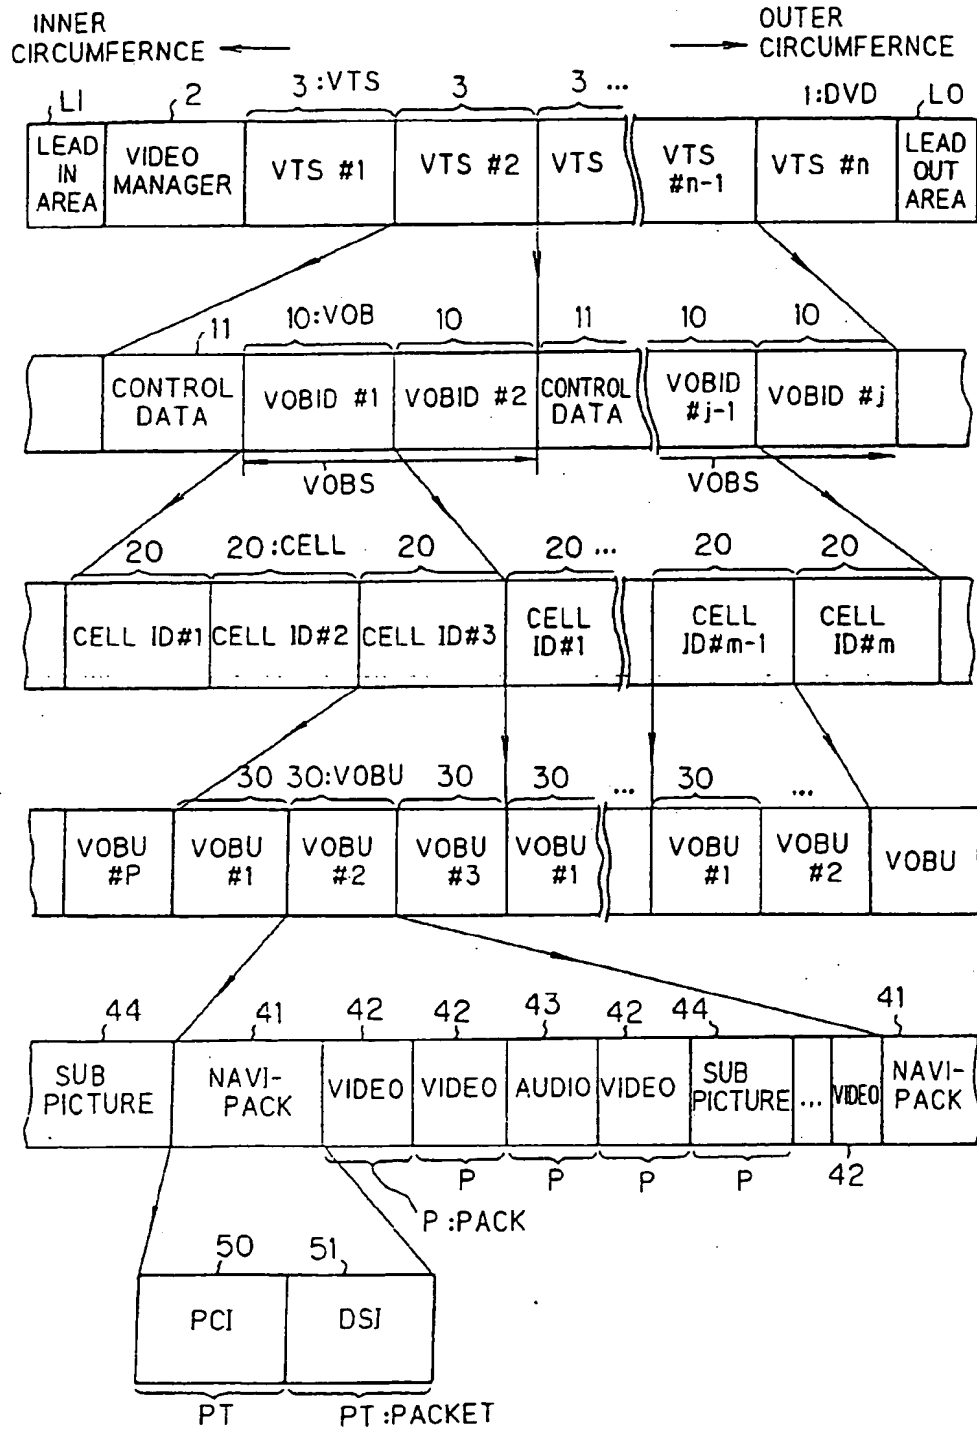 INNER
CIRCUMFERNCE
OUTER
CIRCUMFERNCE
LI
2
3 :VTS
3
3 ...
1:DVD
LO
LEAD
IN
AREA
VIDEO
MANAGER
VTS #1
VTS #2
VTS
VTS
#n-1
VTS #n
LEAD
OUT
AREA
11
10:VOB
10
11
10
10
CONTROL
DATA
VOBID #1
VOBID #2
CONTROL
DATA
VOBID
#j-1
VOBID #j
VOBS
VOBS
20
20:CELL
20
20 ...
20
20
CELL ID#1
CELL ID#2
CELL ID#3
CELL
ID#1
CELL
ID#m-1
CELL
ID#m
30
30:VOBU
30
30
...
30
...
VOBU
#P
VOBU
#1
VOBU
#2
VOBU
#3
VOBU
#1
VOBU
#1
VOBU
#2
VOBU
44
41
42
42
43
42
44
41
SUB
PICTURE
NAVI-
PACK
VIDEO
VIDEO
AUDIO
VIDEO
SUB
PICTURE
...
VIDEO
NAVI-
PACK
P
P
P
P
42
P :PACK
50
51
PCI
DSI
PT
PT :PACKET